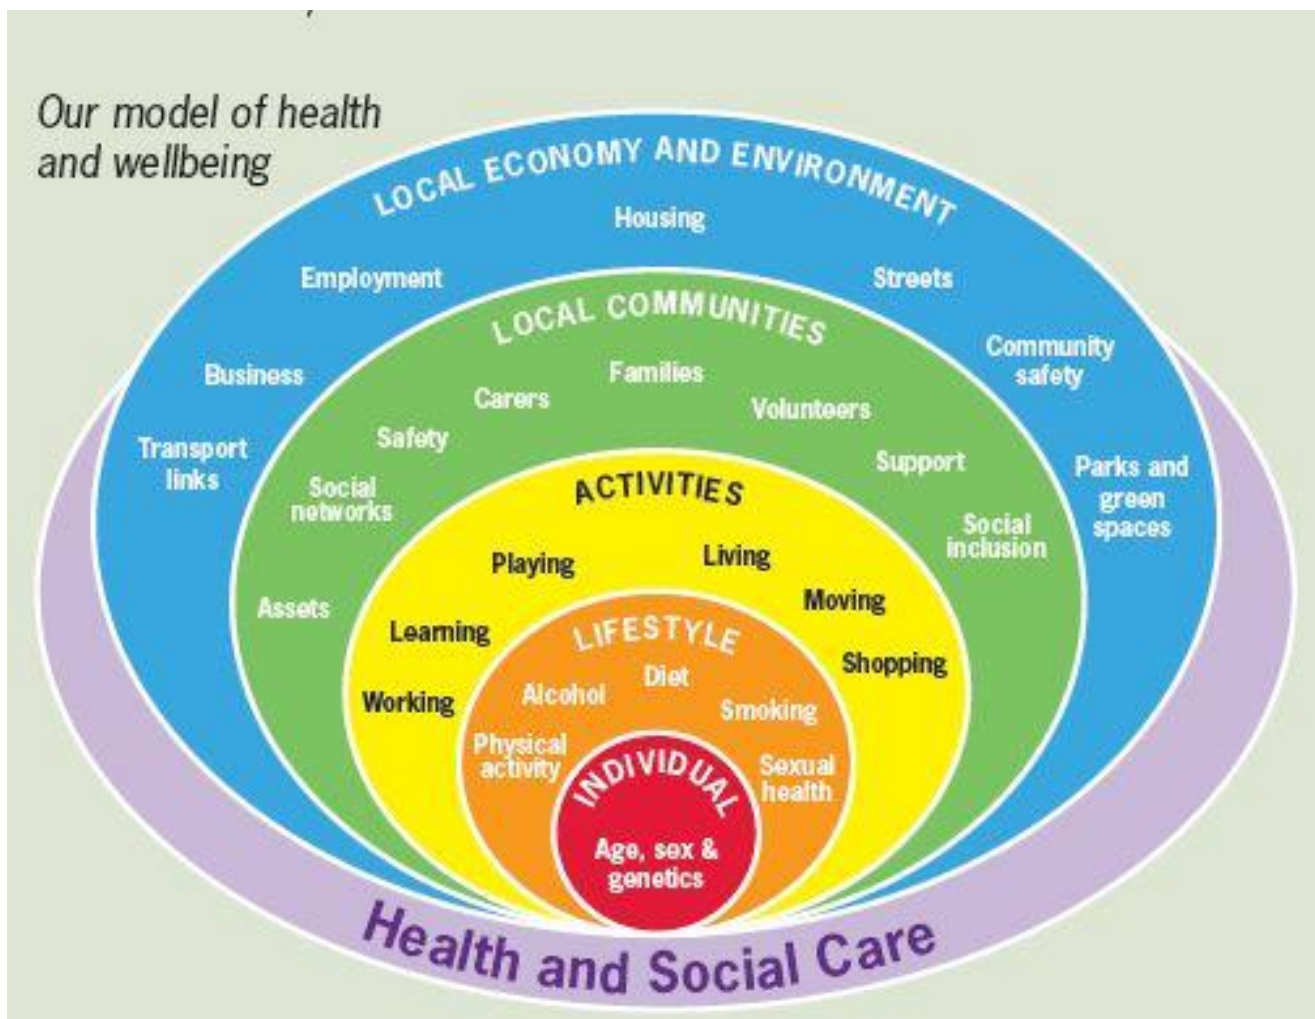 Our model of health
and wellbeing
LOCAL ECONOMY AND ENVIRONMENT
Housing
Employment
Streets
Business
Community
safety
Transport
links
Parks and
green
spaces
LOCAL COMMUNITIES
Families
Carers
Volunteers
Safety
Support
Social
networks
Social
inclusion
Assets
ACTIVITIES
Playing
Living
Moving
Learning
Shopping
Working
LIFESTYLE
Diet
Alcohol
Smoking
Physical
activity
Sexual
health
INDIVIDUAL
Age, sex &
genetics
Health and Social Care